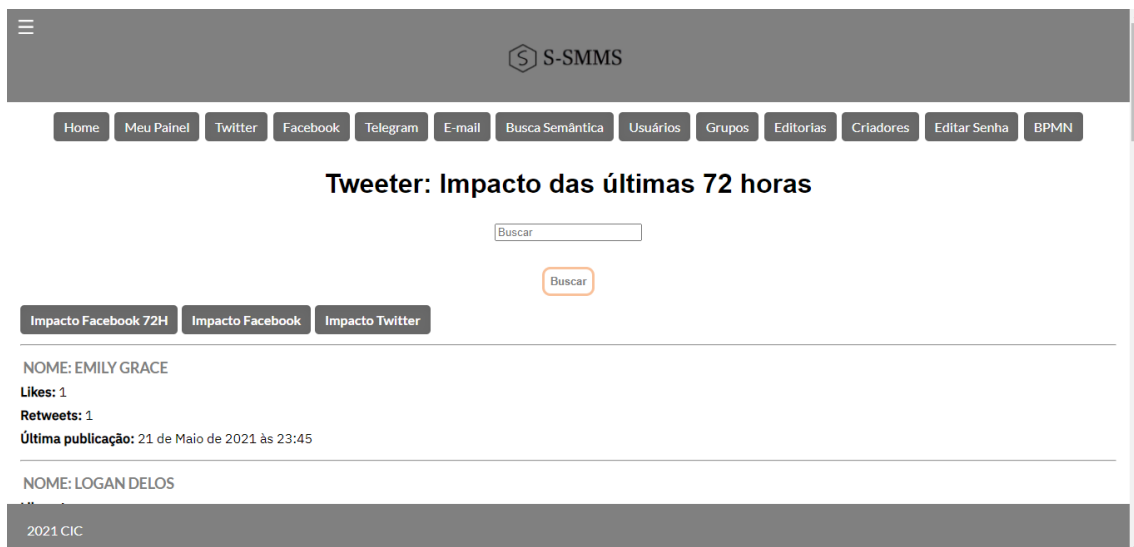 S-SMMS
Home Meu Painel Twitter Facebook Telegram E-mail Busca Semântica Usuários Grupos Editorias Criadores Editar Senha BPMN
Tweeter: Impacto das últimas 72 horas
Buscar
Buscar
Impacto Facebook 72H Impacto Facebook Impacto Twitter
NOME: EMILY GRACE
Likes: 1
Retweets: 1
Última publicação: 21 de Maio de 2021 às 23:45
NOME: LOGAN DELOS
2021 CIC